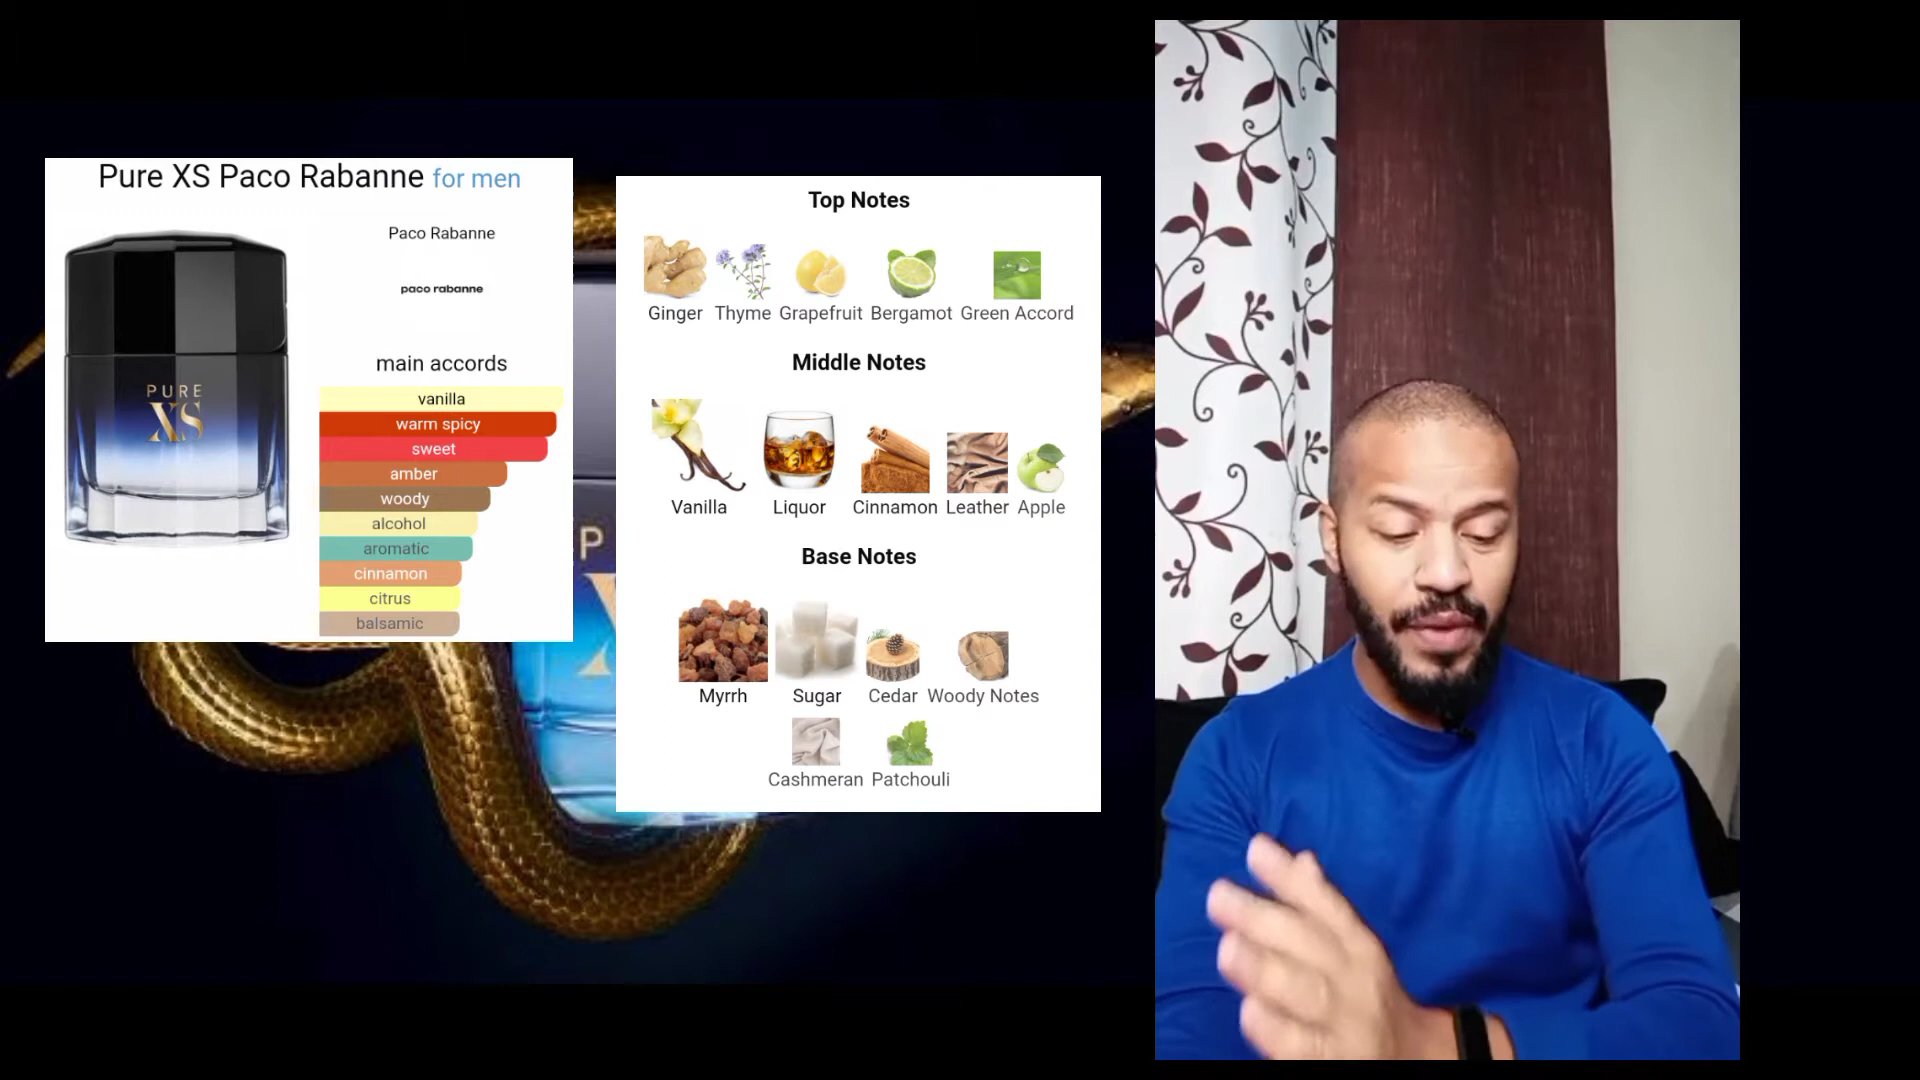 Pure XS Paco Rabanne for men
Paco Rabanne
paco rabanne
PURE
XS
main accords
vanilla
warm spicy
sweet
amber
woody
alcohol
aromatic
cinnamon
citrus
balsamic
P
Top Notes
Ginger Thyme Grapefruit Bergamot Green Accord
Middle Notes
Vanilla Liquor Cinnamon Leather Apple
Base Notes
Myrrh Sugar Cedar Woody Notes
Cashmeran Patchouli